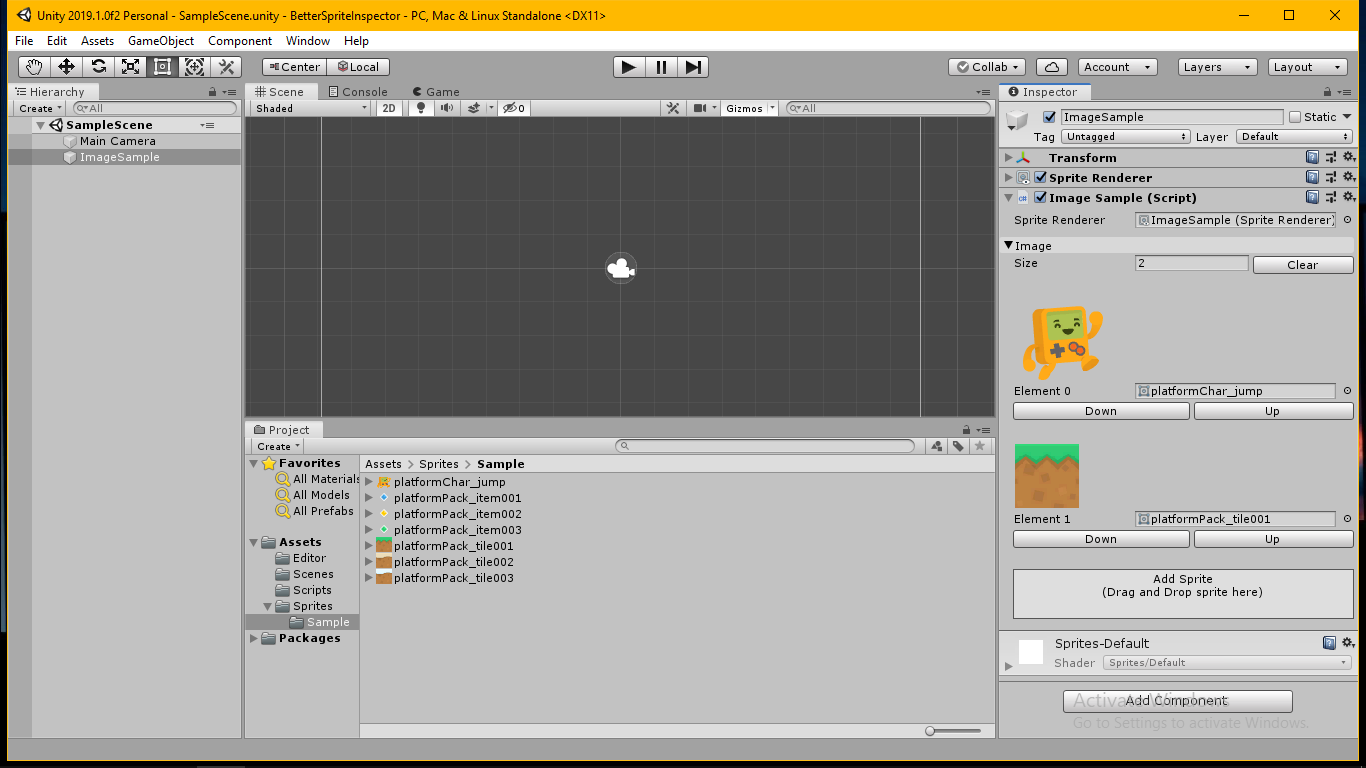 Unity 2019.1.0f2 Personal - SampleScene.unity - BetterSpriteInspector - PC, Mac & Linux Standalone <DX11>
File Edit Assets GameObject Component Window Help
Center Local Collab Account Layers Layout
Hierarchy
Create All
SampleScene
Main Camera
ImageSample
Scene Console Game
Shaded 2D 0 Gizmos All
Project
Create
Favorites
All Materials
All Models
All Prefabs
Assets
Editor
Scenes
Scripts
Sprites
Sample
Packages
Assets > Sprites > Sample
platformChar_jump
platformPack_item001
platformPack_item002
platformPack_item003
platformPack_tile001
platformPack_tile002
platformPack_tile003
Inspector
ImageSample Static
Tag Untagged Layer Default
Transform
Sprite Renderer
Image Sample (Script)
Sprite Renderer ImageSample (Sprite Renderer)
Image
Size 2 Clear
Element 0 platformChar_jump
Down Up
Element 1 platformPack_tile001
Down Up
Add Sprite
(Drag and Drop sprite here)
Sprites-Default
Shader Sprites/Default
Add Component
Activate Windows
Go to Settings to activate Windows.